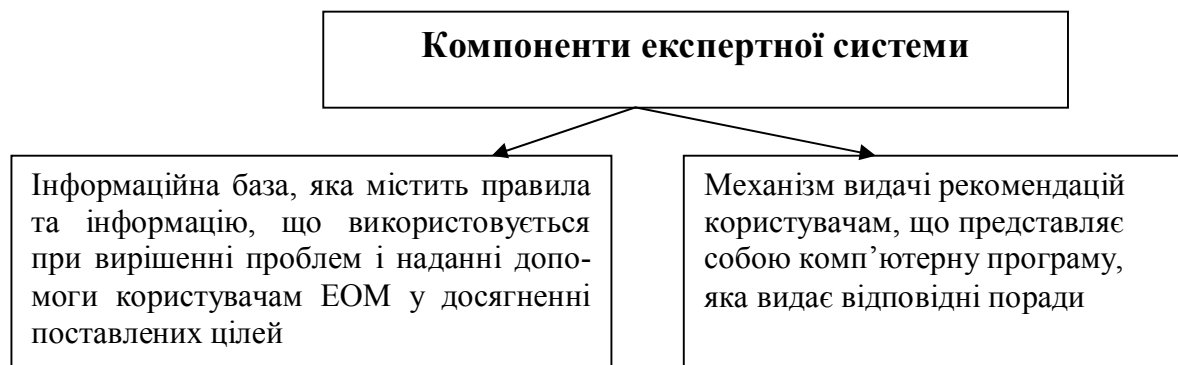 Компоненти експертної системи
Інформаційна база, яка містить правила
та інформацію, що використовується
при вирішенні проблем і наданні допо-
моги користувачам ЕОМ у досягненні
поставлених цілей
Механізм видачі рекомендацій
користувачам, що представляє
собою комп’ютерну програму,
яка видає відповідні поради